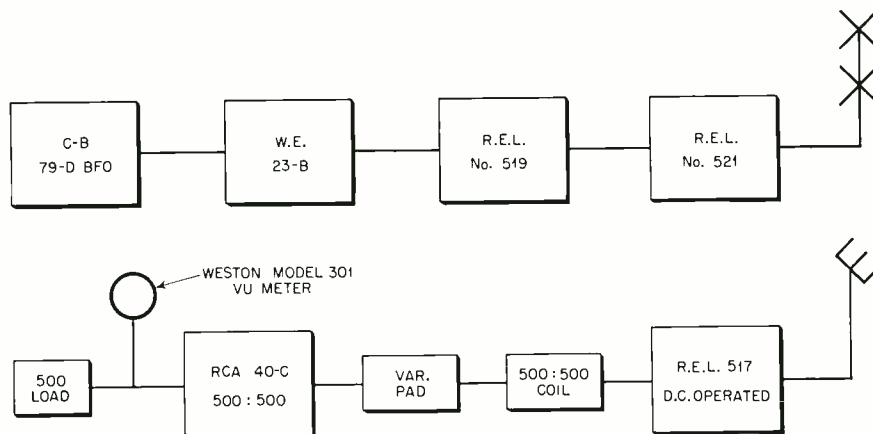 C-B
79-D BFO
W.E.
23-B
R.E.L.
No. 519
R.E.L.
No. 521
WESTON MODEL 301
VU METER
500
LOAD
RCA 40-C
500:500
VAR.
PAD
500:500
COIL
R.E.L. 517
D.C. OPERATED